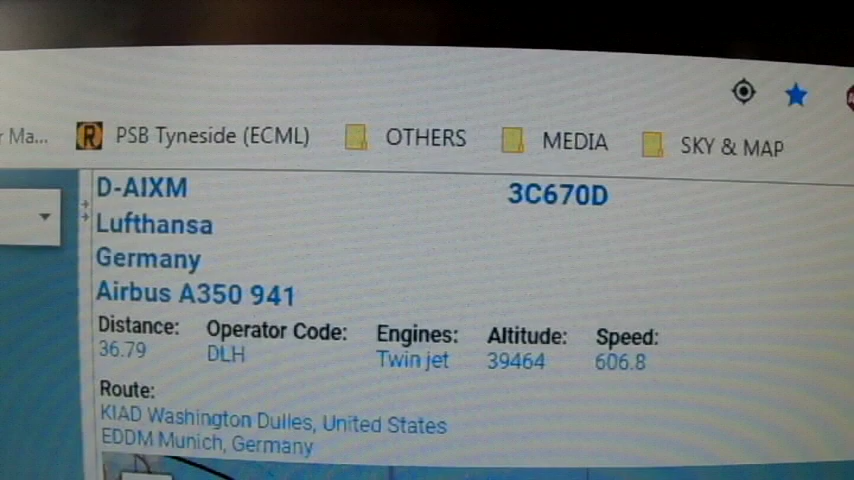 r Ma... R PSB Tyneside (ECML) OTHERS MEDIA SKY & MAP
D-AIXM 3C670D
Lufthansa
Germany
Airbus A350 941
Distance: Operator Code: Engines: Altitude: Speed:
36.79 DLH Twin jet 39464 606.8
Route:
KIAD Washington Dulles, United States
EDDM Munich, Germany